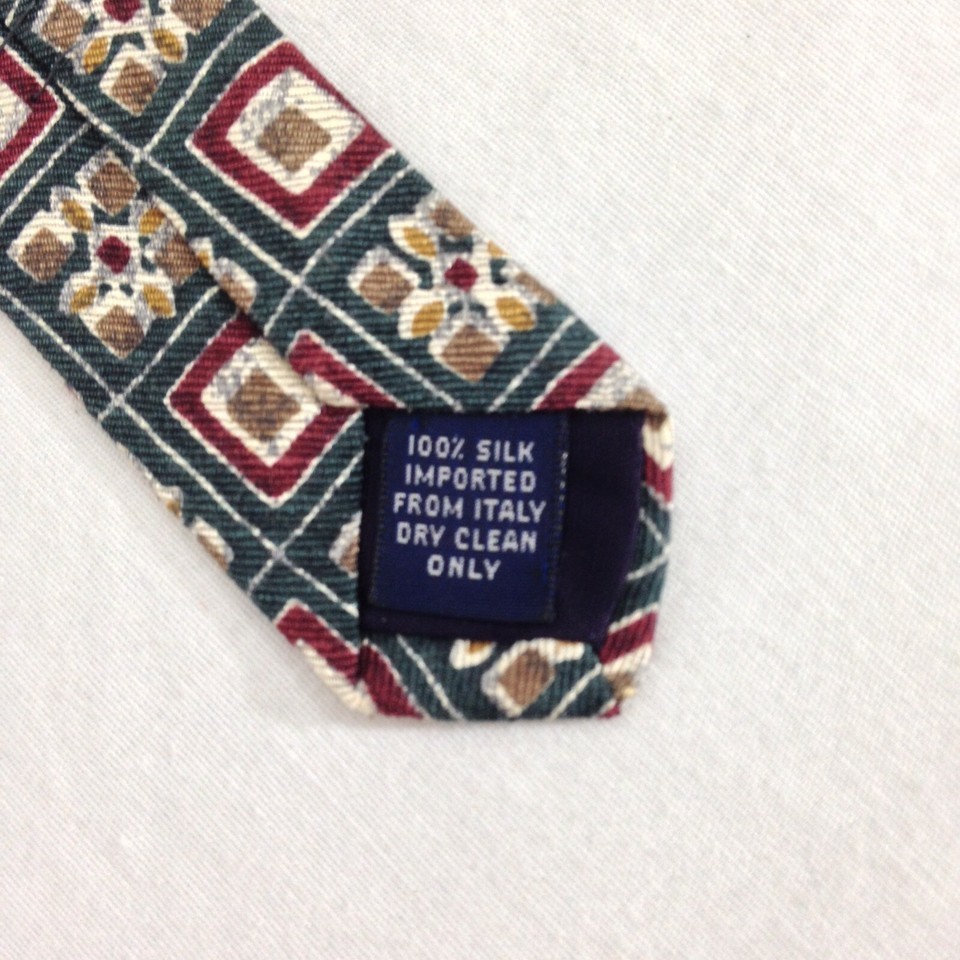 100% SILK
IMPORTED
FROM ITALY
DRY CLEAN
ONLY